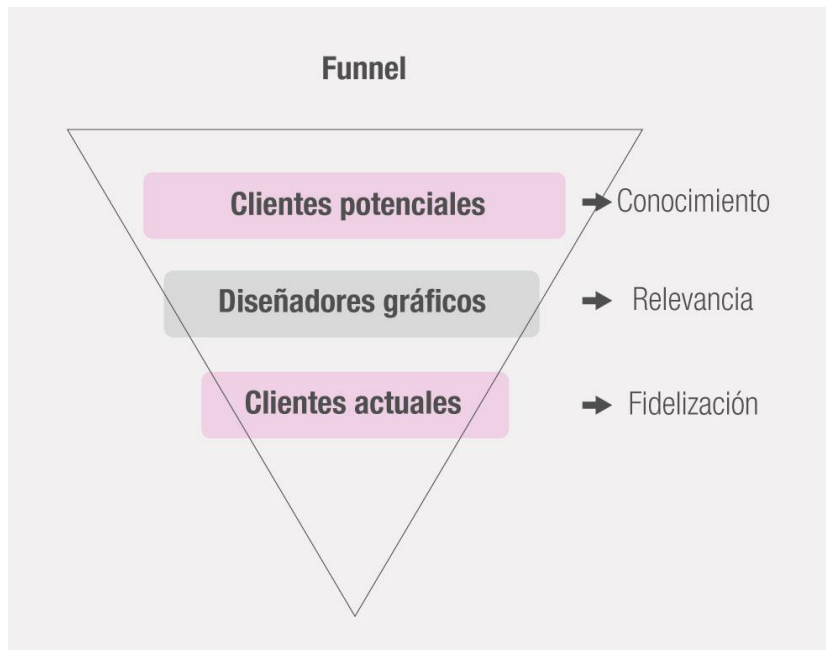 Funnel
Clientes potenciales
Conocimiento
Diseñadores gráficos
Relevancia
Clientes actuales
Fidelización